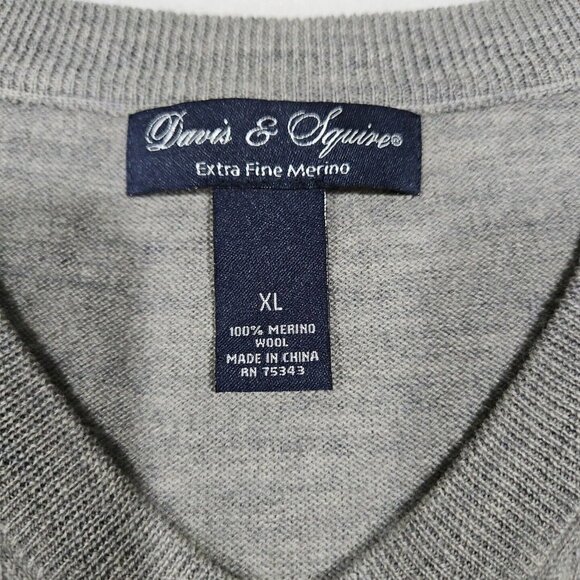 Davis & Squire®
Extra Fine Merino
XL
100% MERINO
WOOL
MADE IN CHINA
RN 75343